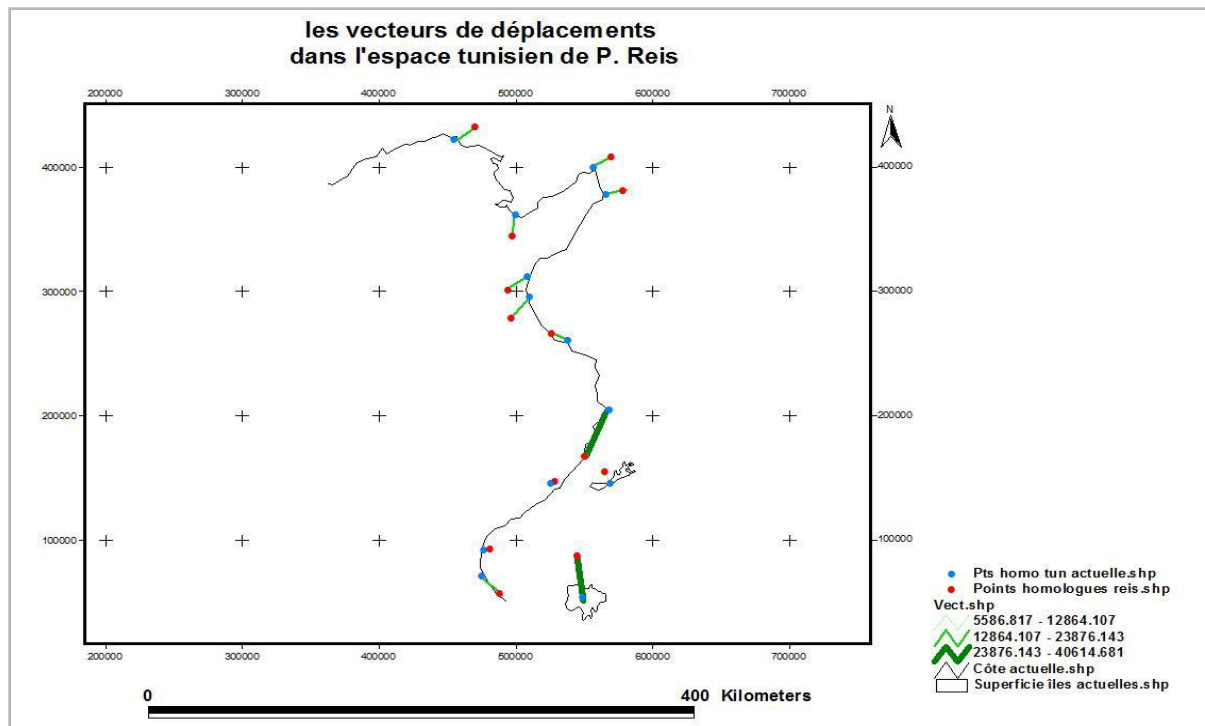 les vecteurs de déplacements
dans l'espace tunisien de P. Reis
200000 300000 400000 500000 600000 700000
N
400000 400000
300000 300000
200000 200000
100000 100000
200000 300000 400000 500000 600000 700000
Pts homo tun actuelle.shp
Points homologues reis.shp
Vect.shp
5586.817 - 12864.107
12864.107 - 23876.143
23876.143 - 40614.681
Côte actuelle.shp
Superficie îles actuelles.shp
0 400 Kilometers